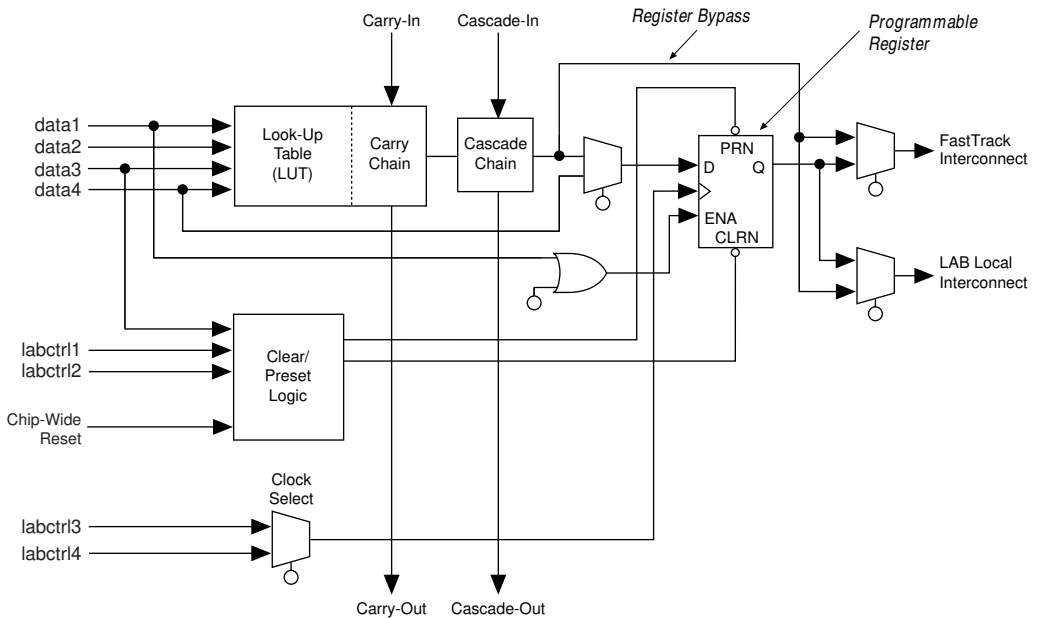 Carry-In
Cascade-In
Register Bypass
Programmable
Register
data1
data2
data3
data4
Look-Up
Table
(LUT)
Carry
Chain
Cascade
Chain
PRN
D
Q
ENA
CLRN
FastTrack
Interconnect
LAB Local
Interconnect
labctrl1
labctrl2
Clear/
Preset
Logic
Chip-Wide
Reset
Clock
Select
labctrl3
labctrl4
Carry-Out
Cascade-Out